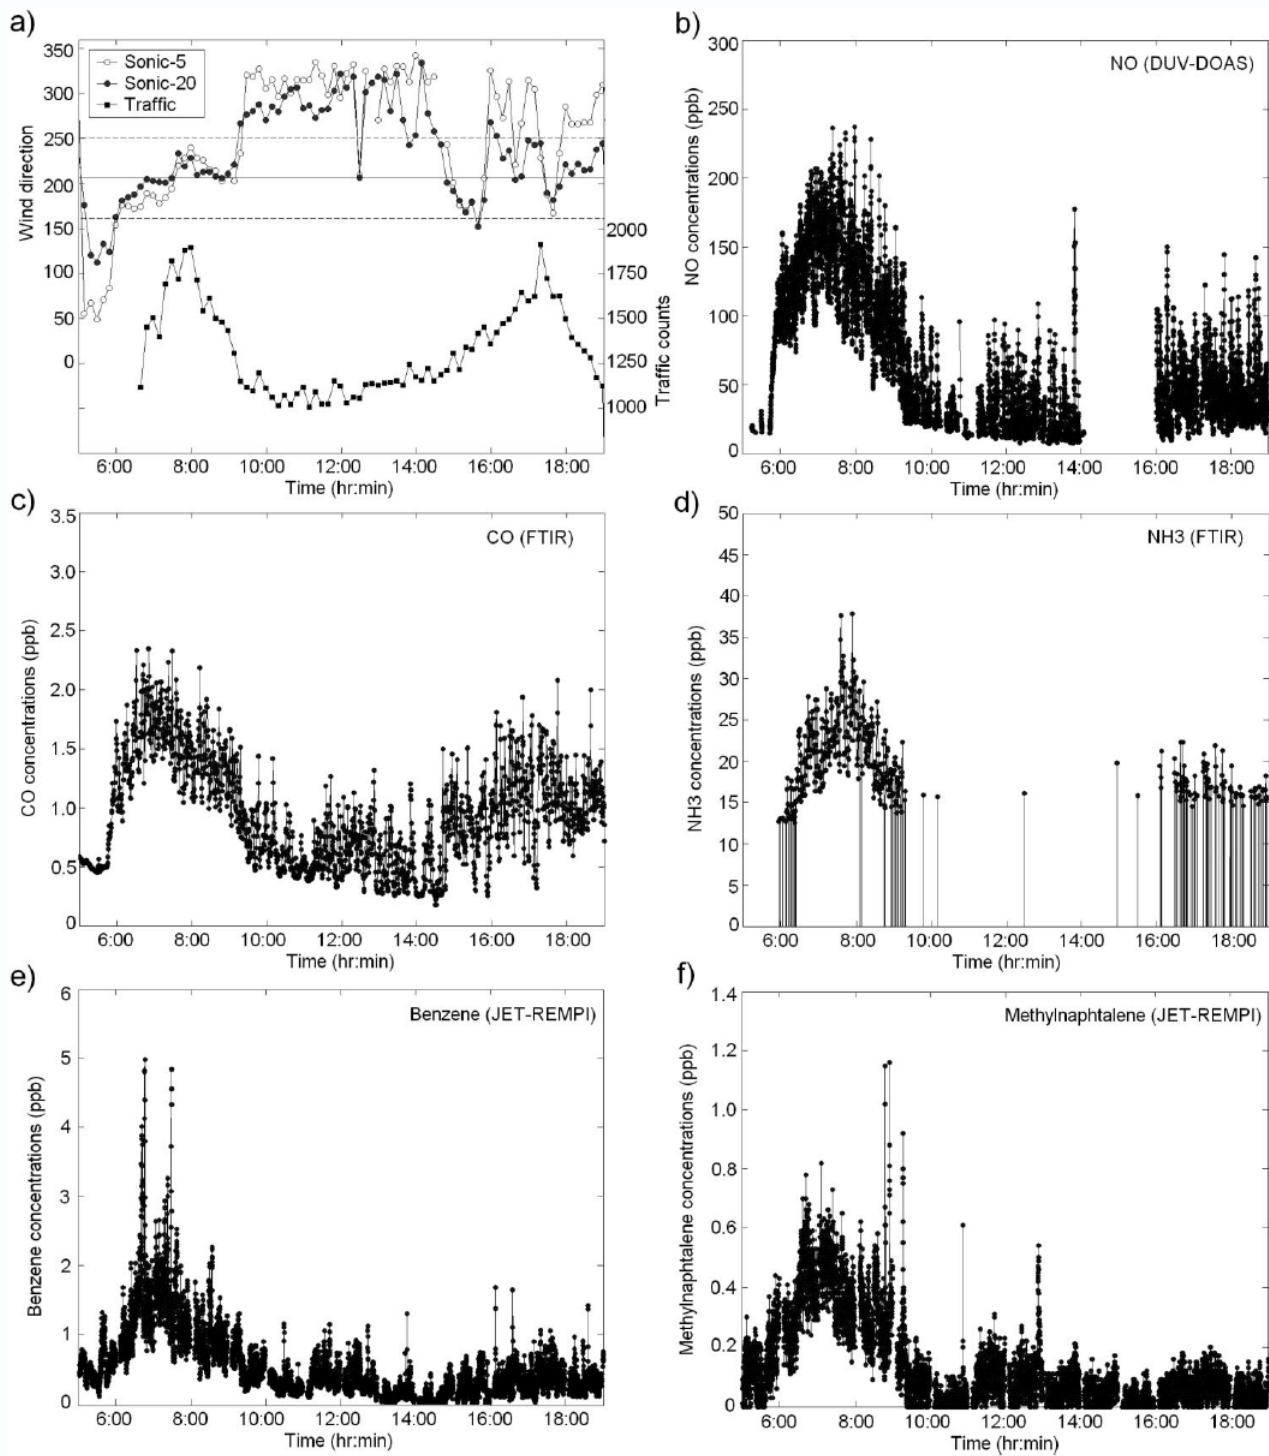 a)
350
300
250
200
150
100
50
0
Wind direction
Sonic-5
Sonic-20
Traffic
2000
1750
1500
1250
1000
Traffic counts
6:00 8:00 10:00 12:00 14:00 16:00 18:00
Time (hr:min)
b)
300
250
200
150
100
50
0
NO concentrations (ppb)
NO (DUV-DOAS)
6:00 8:00 10:00 12:00 14:00 16:00 18:00
Time (hr:min)
c)
3.5
3.0
2.5
2.0
1.5
1.0
0.5
0
CO concentrations (ppb)
CO (FTIR)
6:00 8:00 10:00 12:00 14:00 16:00 18:00
Time (hr:min)
d)
50
45
40
35
30
25
20
15
10
5
0
NH3 concentrations (ppb)
NH3 (FTIR)
6:00 8:00 10:00 12:00 14:00 16:00 18:00
Time (hr:min)
e)
6
5
4
3
2
1
0
Benzene concentrations (ppb)
Benzene (JET-REMPI)
6:00 8:00 10:00 12:00 14:00 16:00 18:00
Time (hr:min)
f)
1.4
1.2
1.0
0.8
0.6
0.4
0.2
0
Methylnaphtalene concentrations (ppb)
Methylnaphtalene (JET-REMPI)
6:00 8:00 10:00 12:00 14:00 16:00 18:00
Time (hr:min)